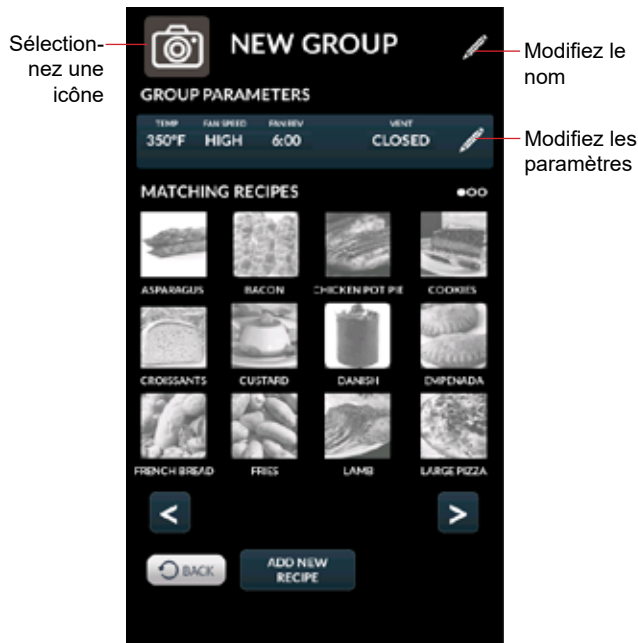 Sélection-
nez une
icône
NEW GROUP
Modifiez le
nom
GROUP PARAMETERS
TEMP FAN SPEED FAN REV VENT
350°F HIGH 6:00 CLOSED
Modifiez les
paramètres
MATCHING RECIPES
ASPARAGUS BACON CHICKEN POT PIE COOKIES
CROISSANTS CUSTARD DANISH EMPENADA
FRENCH BREAD FRIES LAMB LARGE PIZZA
<
>
BACK
ADD NEW
RECIPE